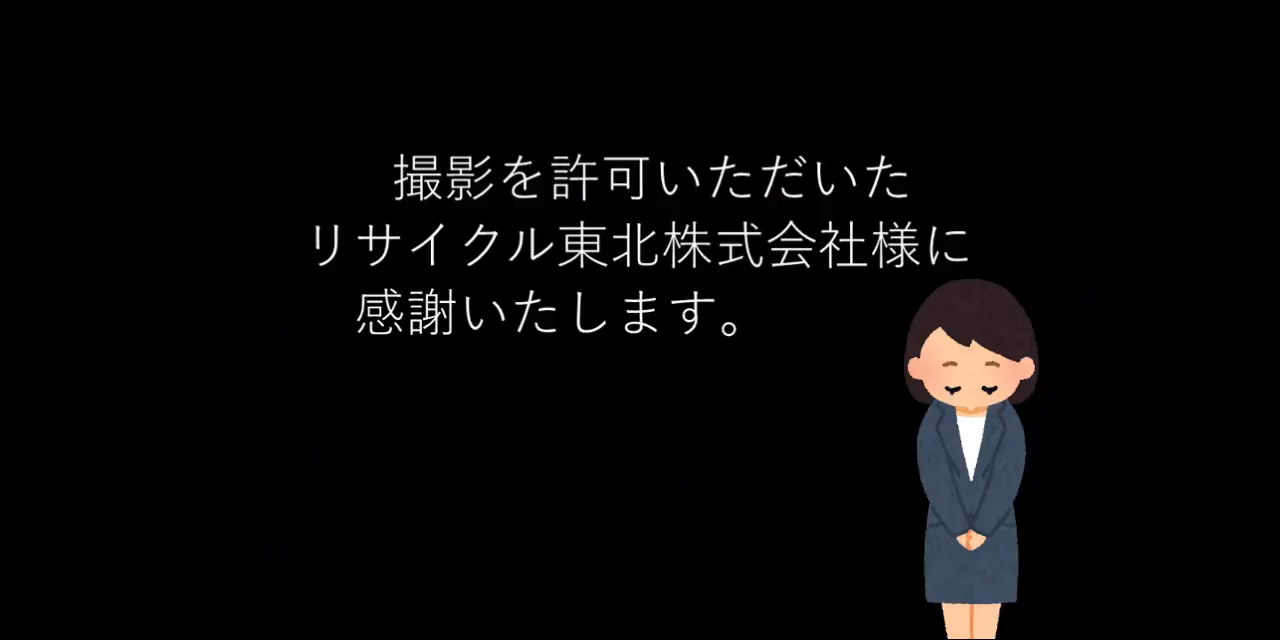 撮影を許可いただいた
リサイクル東北株式会社様に
感謝いたします。